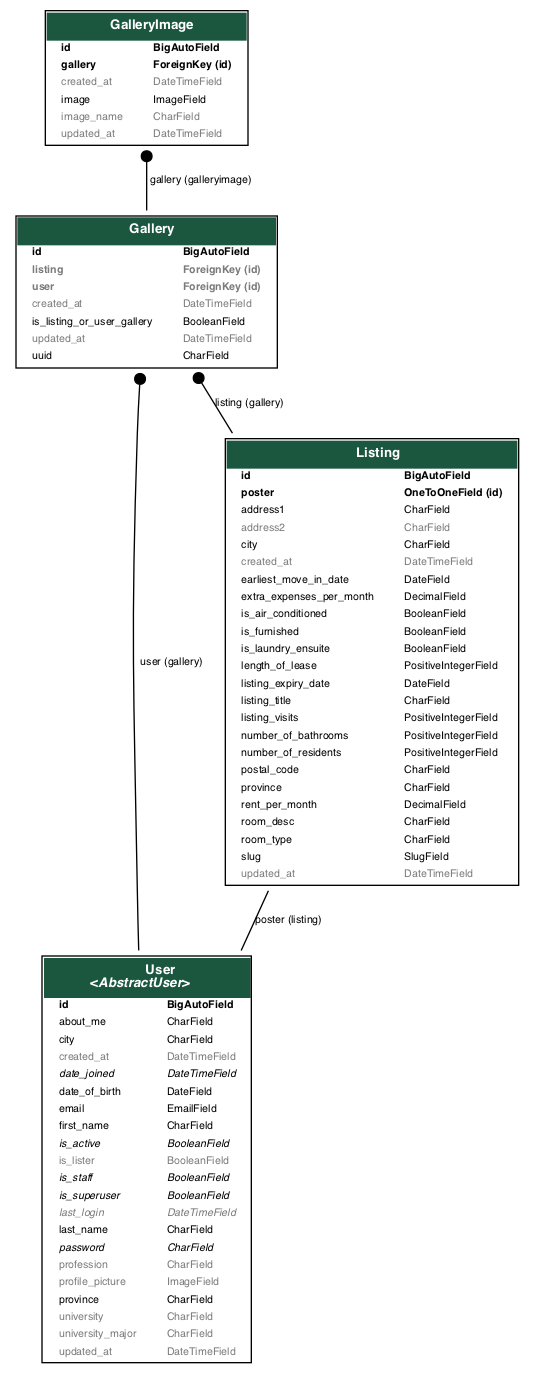 GalleryImage
id BigAutoField
gallery ForeignKey (id)
created_at DateTimeField
image ImageField
image_name CharField
updated_at DateTimeField
gallery (galleryimage)
Gallery
id BigAutoField
listing ForeignKey (id)
user ForeignKey (id)
created_at DateTimeField
is_listing_or_user_gallery BooleanField
updated_at DateTimeField
uuid CharField
listing (gallery)
Listing
id BigAutoField
poster OneToOneField (id)
address1 CharField
address2 CharField
city CharField
created_at DateTimeField
earliest_move_in_date DateField
extra_expenses_per_month DecimalField
is_air_conditioned BooleanField
is_furnished BooleanField
is_laundry_ensuite BooleanField
length_of_lease PositiveIntegerField
listing_expiry_date DateField
listing_title CharField
listing_visits PositiveIntegerField
number_of_bathrooms PositiveIntegerField
number_of_residents PositiveIntegerField
postal_code CharField
province CharField
rent_per_month DecimalField
room_desc CharField
room_type CharField
slug SlugField
updated_at DateTimeField
user (gallery)
poster (listing)
User
<AbstractUser>
id BigAutoField
about_me CharField
city CharField
created_at DateTimeField
date_joined DateTimeField
date_of_birth DateField
email EmailField
first_name CharField
is_active BooleanField
is_lister BooleanField
is_staff BooleanField
is_superuser BooleanField
last_login DateTimeField
last_name CharField
password CharField
profession CharField
profile_picture ImageField
province CharField
university CharField
university_major CharField
updated_at DateTimeField